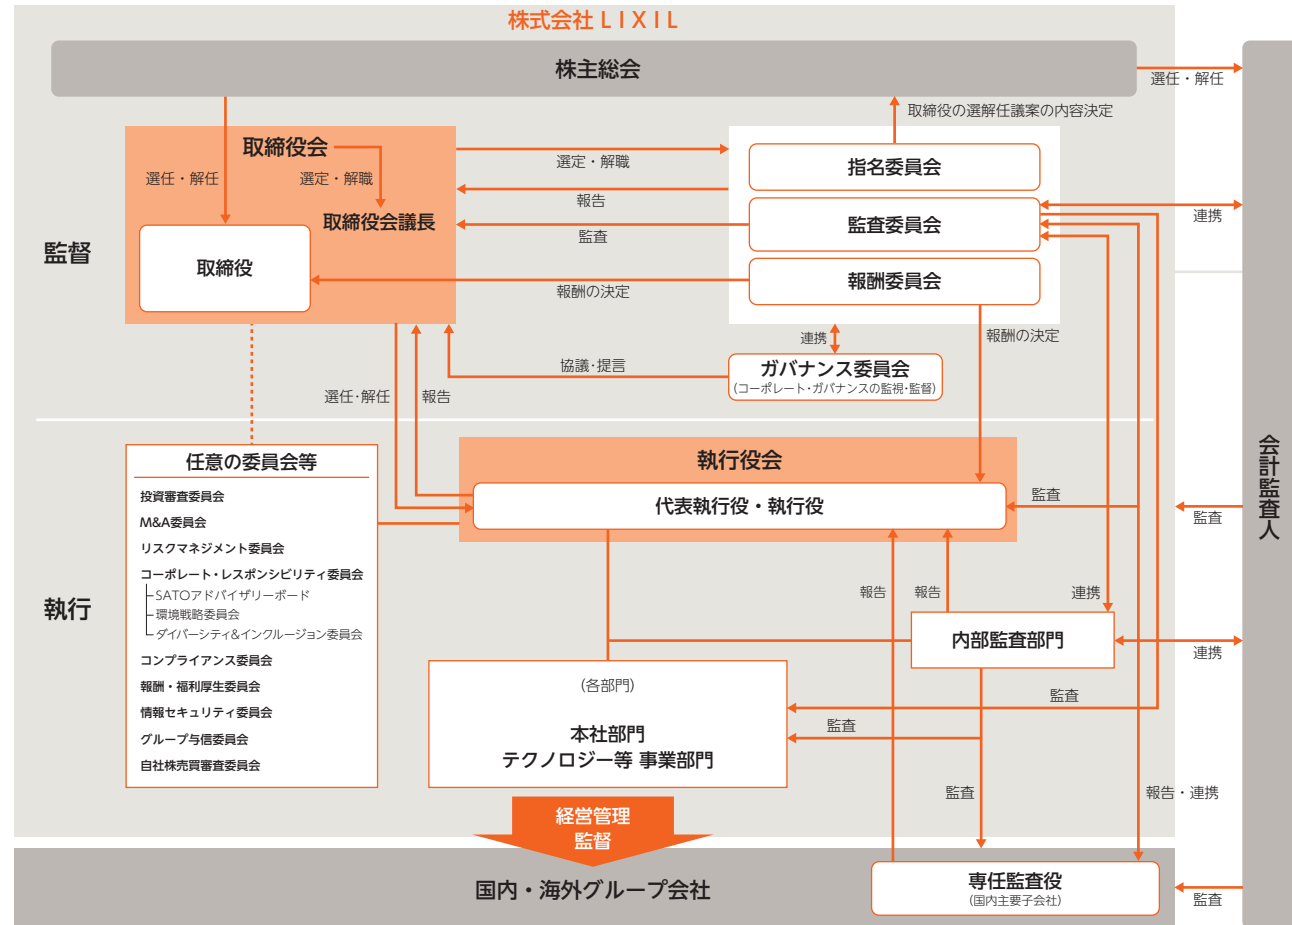 株式会社 LIXIL
株主総会
選任・解任
取締役の選解任議案の内容決定
監督
取締役会
選任・解任
選定・解職
取締役会議長
取締役
選定・解職
報告
監査
報酬の決定
指名委員会
監査委員会
報酬委員会
連携
報酬の決定
連携
ガバナンス委員会
(コーポレート・ガバナンスの監視・監督)
協議・提言
選任・解任
報告
執行
任意の委員会等
投資審査委員会
M&A委員会
リスクマネジメント委員会
コーポレート・レスポンシビリティ委員会
SATOアドバイザリーボード
環境戦略委員会
ダイバーシティ&インクルージョン委員会
コンプライアンス委員会
報酬・福利厚生委員会
情報セキュリティ委員会
グループ与信委員会
自社株売買審査委員会
執行役会
代表執行役・執行役
監査
監査
会計監査人
報告
報告
連携
内部監査部門
連携
(各部門)
本社部門
テクノロジー等 事業部門
監査
監査
監査
報告・連携
経営管理
監督
国内・海外グループ会社
専任監査役
(国内主要子会社)
監査